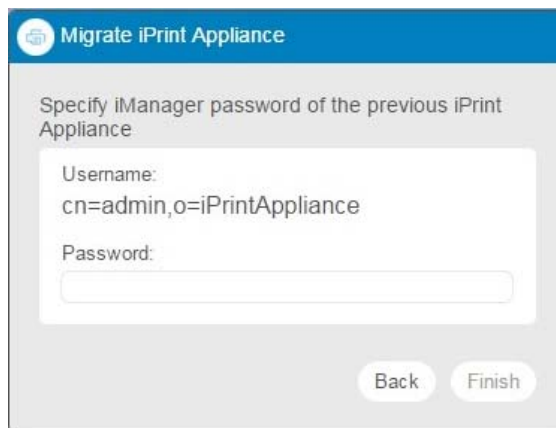 Migrate iPrint Appliance
Specify iManager password of the previous iPrint
Appliance
Username:
cn=admin,o=iPrintAppliance
Password:
Back Finish